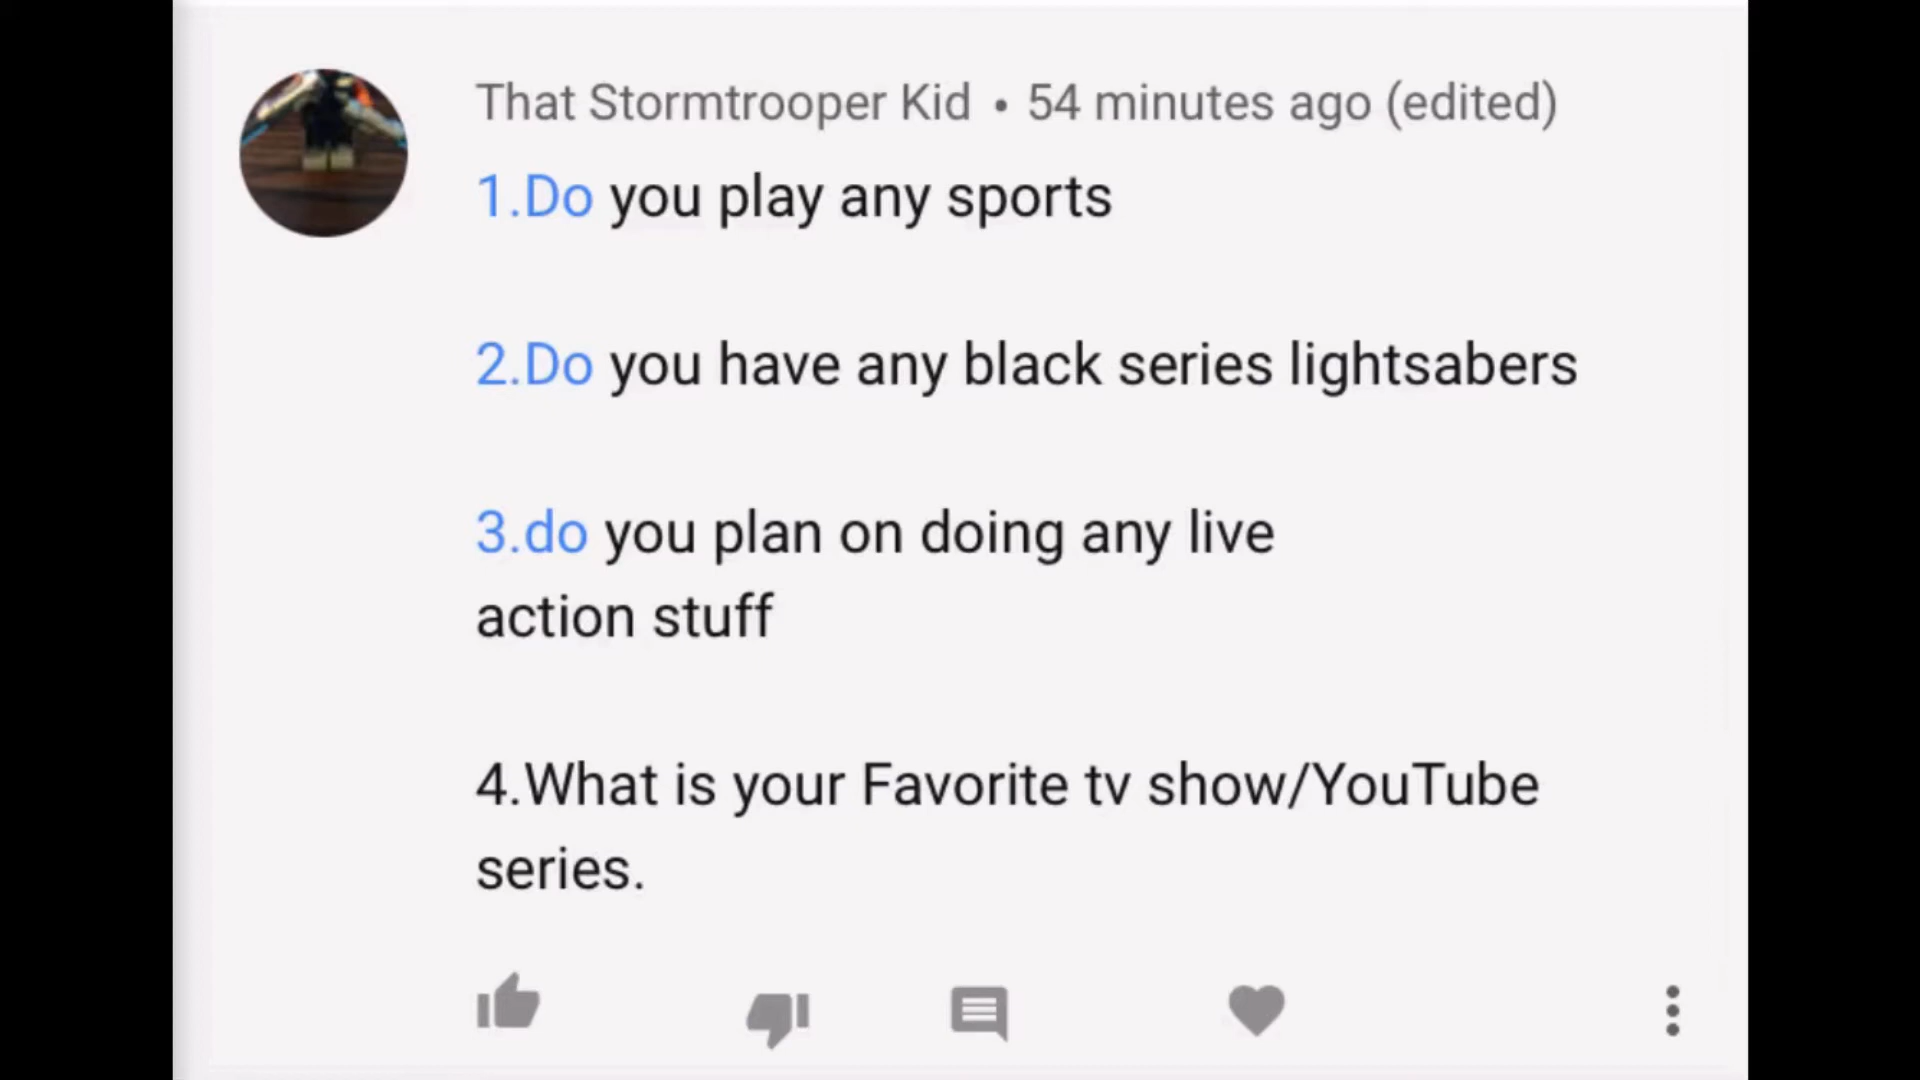 That Stormtrooper Kid • 54 minutes ago (edited)
1.Do you play any sports
2.Do you have any black series lightsabers
3.do you plan on doing any live
action stuff
4.What is your Favorite tv show/YouTube
series.